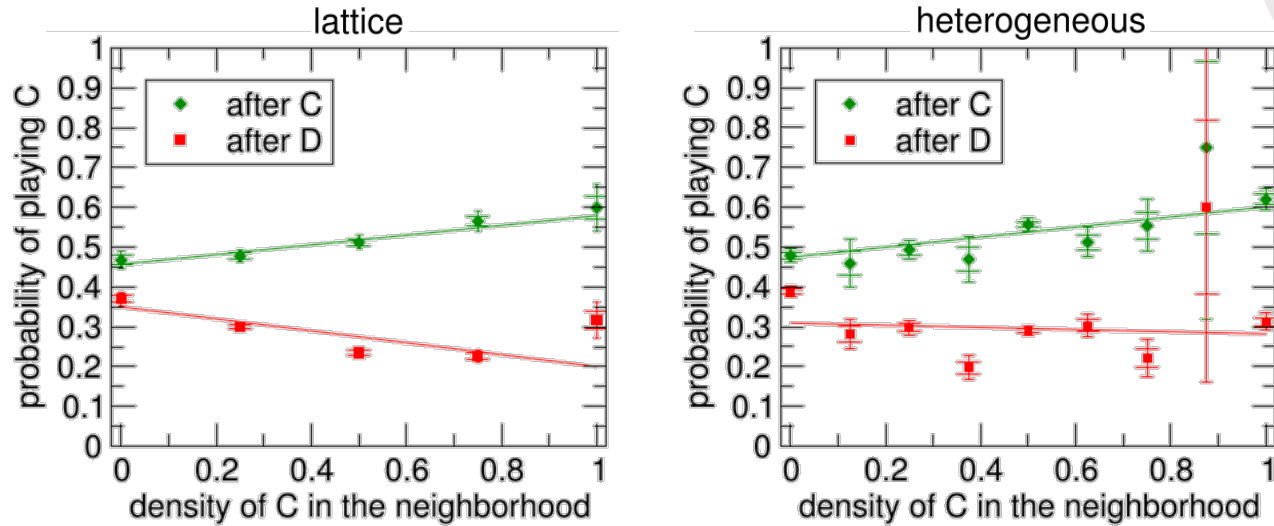 lattice
probability of playing C
1
0.9
0.8
0.7
0.6
0.5
0.4
0.3
0.2
0.1
0
after C
after D
0 0.2 0.4 0.6 0.8 1
density of C in the neighborhood
heterogeneous
probability of playing C
1
0.9
0.8
0.7
0.6
0.5
0.4
0.3
0.2
0.1
0
after C
after D
0 0.2 0.4 0.6 0.8 1
density of C in the neighborhood